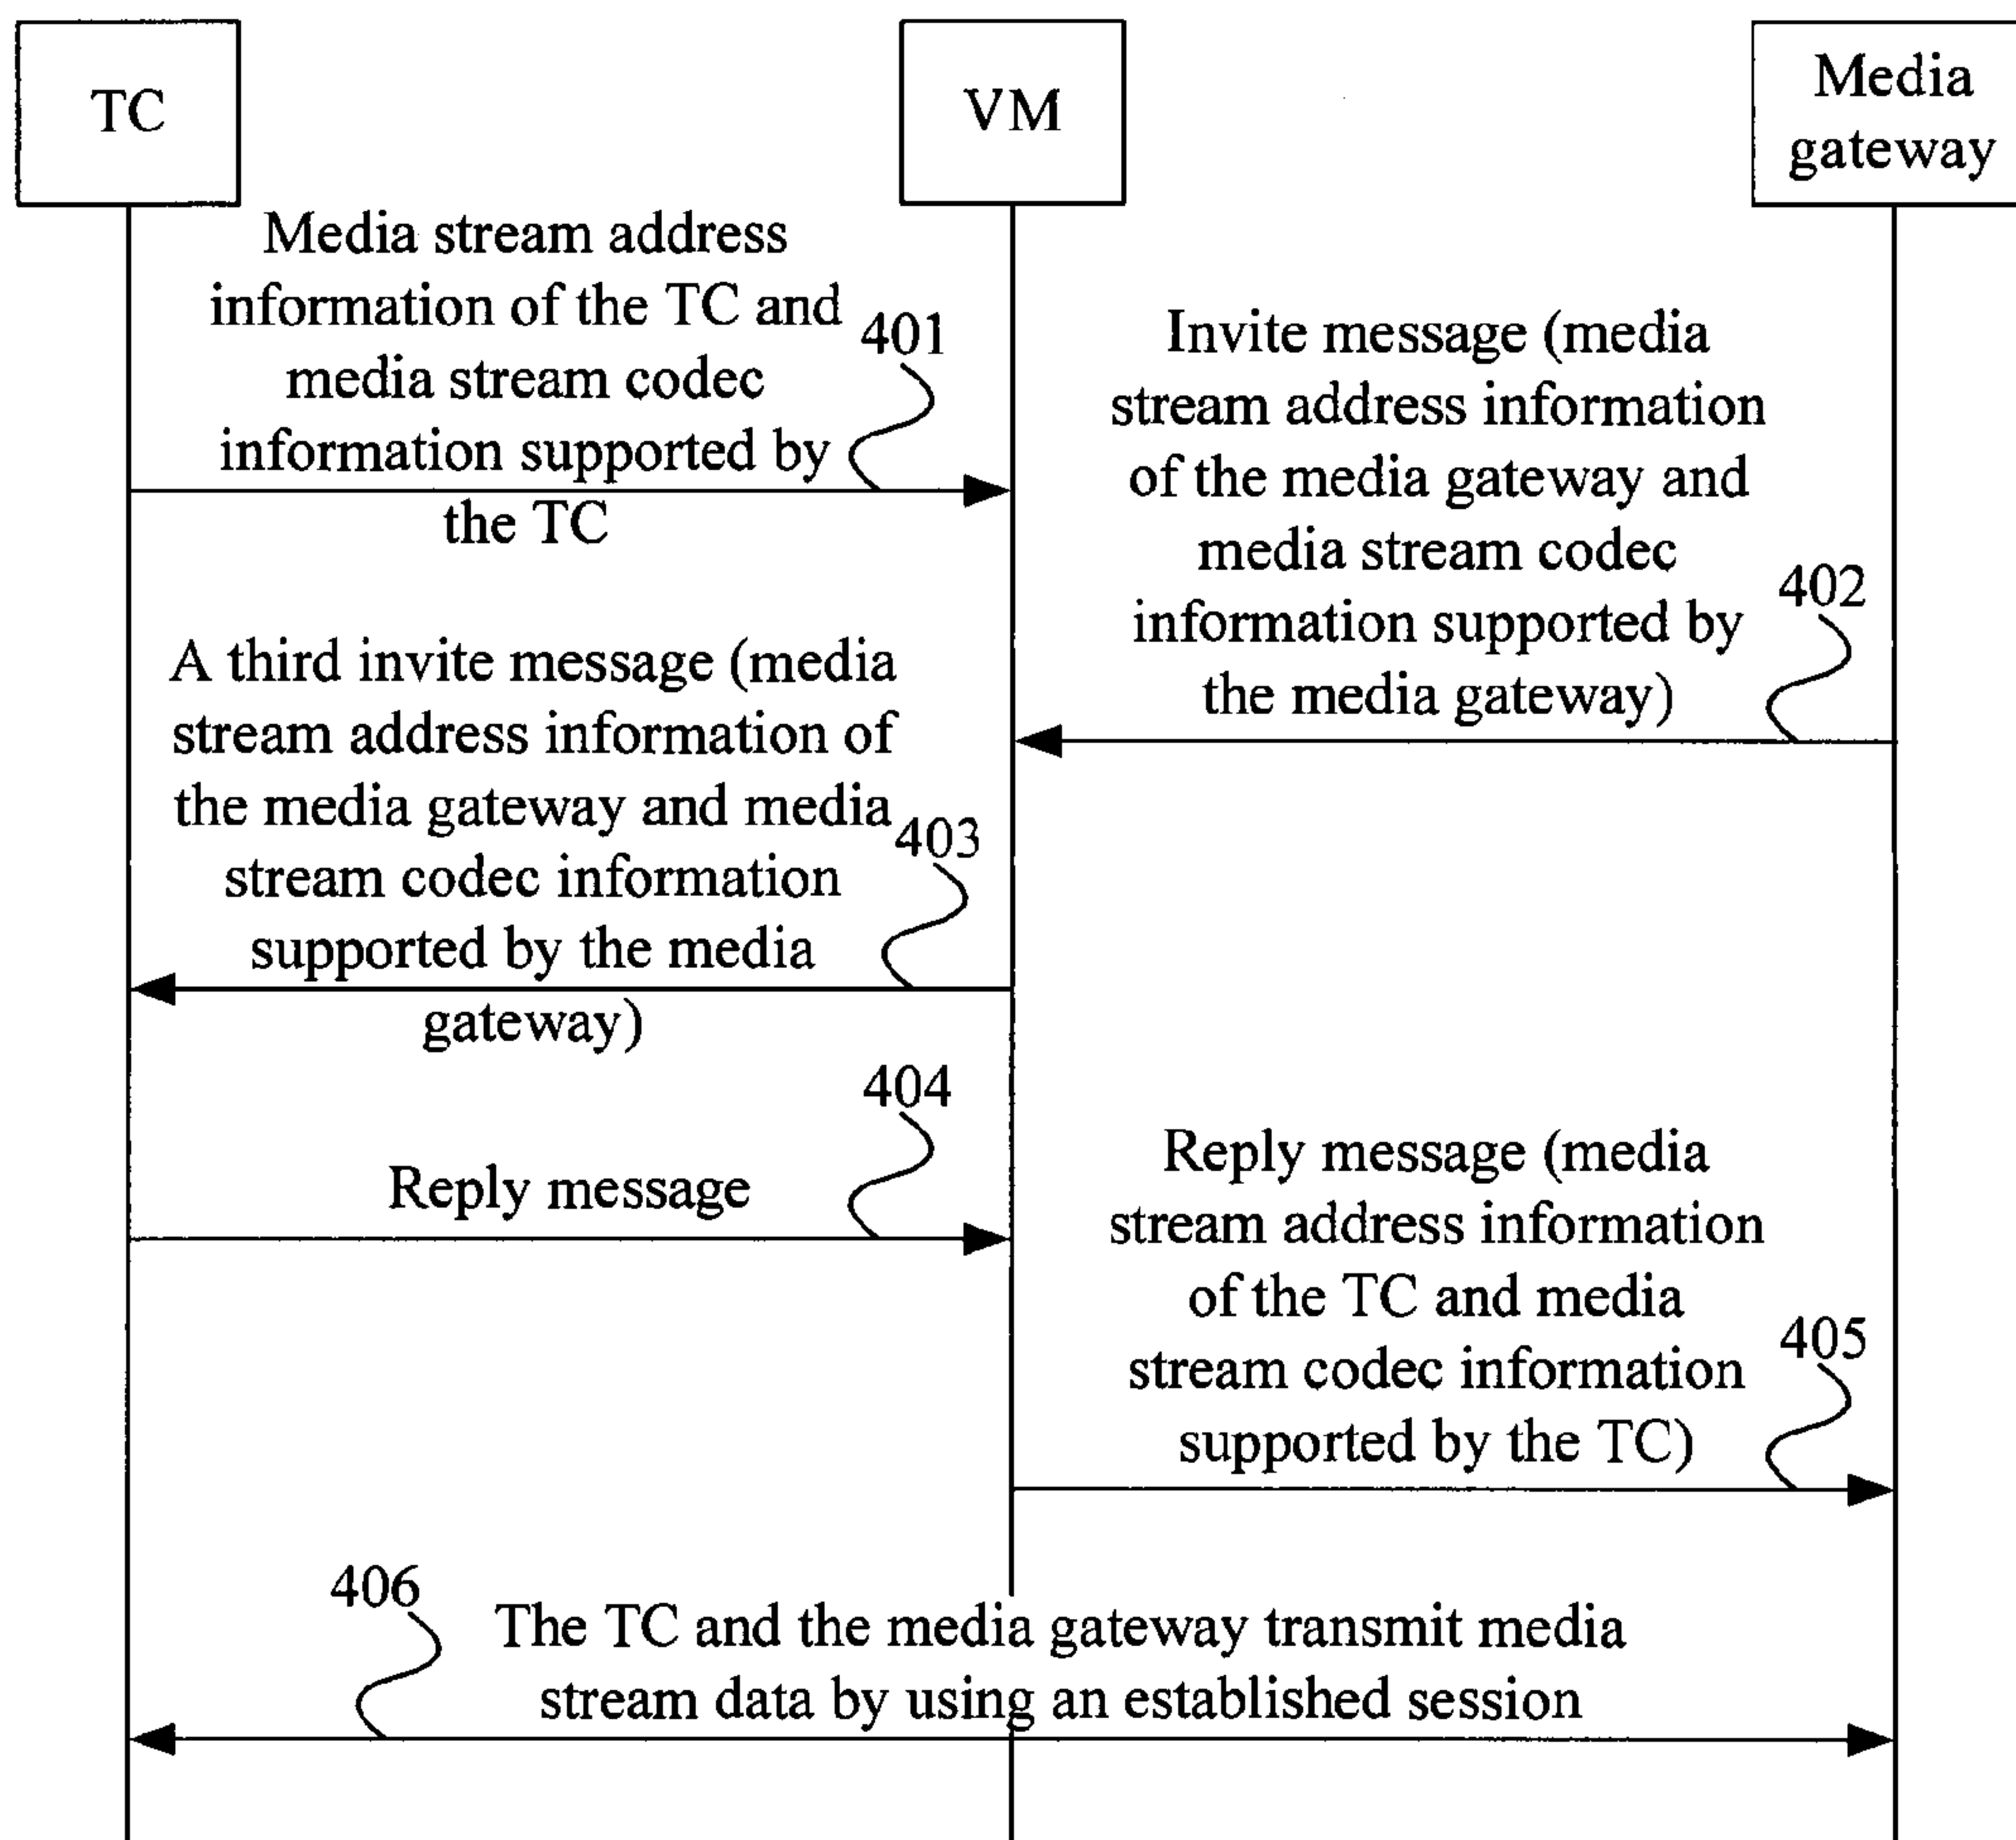 TC
VM
Media
gateway
Media stream address
information of the TC and
media stream codec
information supported by
the TC
401
Invite message (media
stream address information
of the media gateway and
media stream codec
information supported by
the media gateway)
402
A third invite message (media
stream address information of
the media gateway and media
stream codec information
supported by the media
gateway)
403
404
Reply message
Reply message (media
stream address information
of the TC and media
stream codec information
supported by the TC)
405
406
The TC and the media gateway transmit media
stream data by using an established session